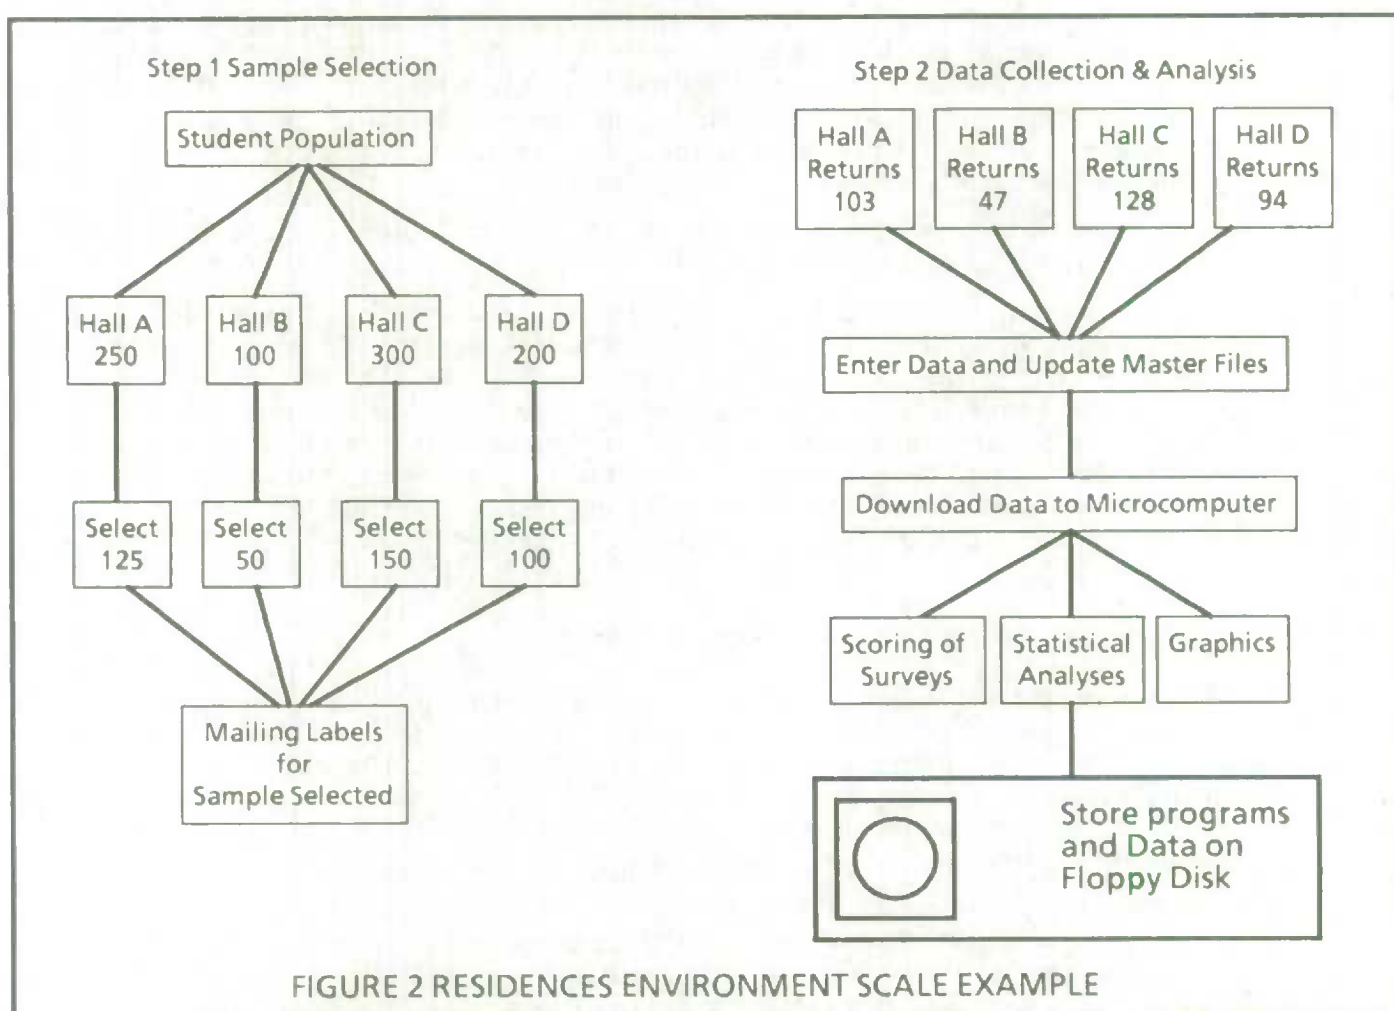 Step 1 Sample Selection
Student Population
Hall A
250
Hall B
100
Hall C
300
Hall D
200
Select
125
Select
50
Select
150
Select
100
Mailing Labels
for
Sample Selected
Step 2 Data Collection & Analysis
Hall A
Returns
103
Hall B
Returns
47
Hall C
Returns
128
Hall D
Returns
94
Enter Data and Update Master Files
Download Data to Microcomputer
Scoring of
Surveys
Statistical
Analyses
Graphics
Store programs
and Data on
Floppy Disk
FIGURE 2 RESIDENCES ENVIRONMENT SCALE EXAMPLE